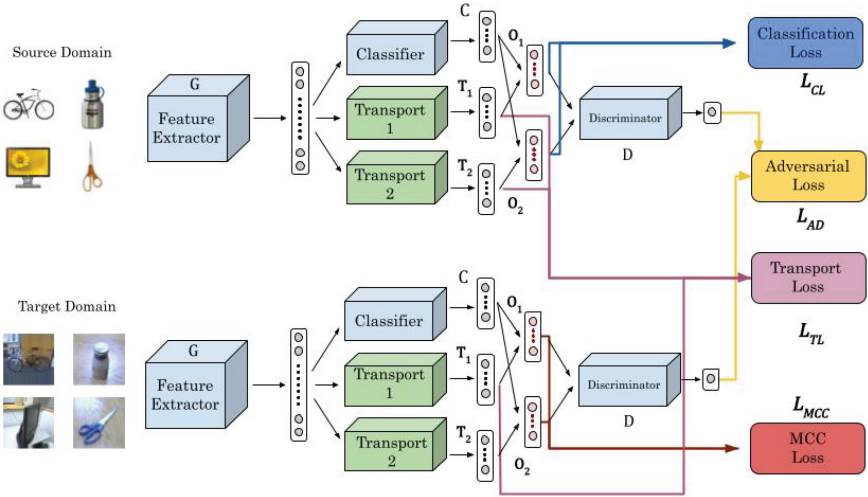 Source Domain
G
Feature
Extractor
Classifier
Transport
1
Transport
2
C
T1
T2
O1
O2
Discriminator
D
Classification
Loss
LCL
Adversarial
Loss
LAD
Transport
Loss
LTL
Target Domain
G
Feature
Extractor
Classifier
Transport
1
Transport
2
C
T1
T2
O1
O2
Discriminator
D
LMCC
MCC
Loss